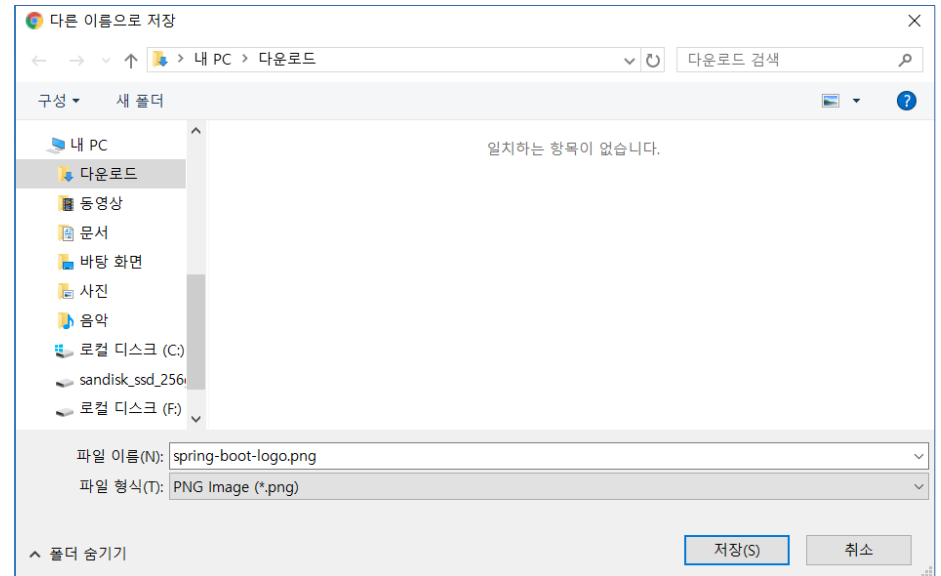 다른 이름으로 저장
내 PC > 다운로드
다운로드 검색
구성
새 폴더
내 PC
다운로드
동영상
문서
바탕 화면
사진
음악
로컬 디스크 (C:)
sandisk_ssd_256
로컬 디스크 (F:)
일치하는 항목이 없습니다.
파일 이름(N): spring-boot-logo.png
파일 형식(T): PNG Image (*.png)
폴더 숨기기
저장(S)
취소